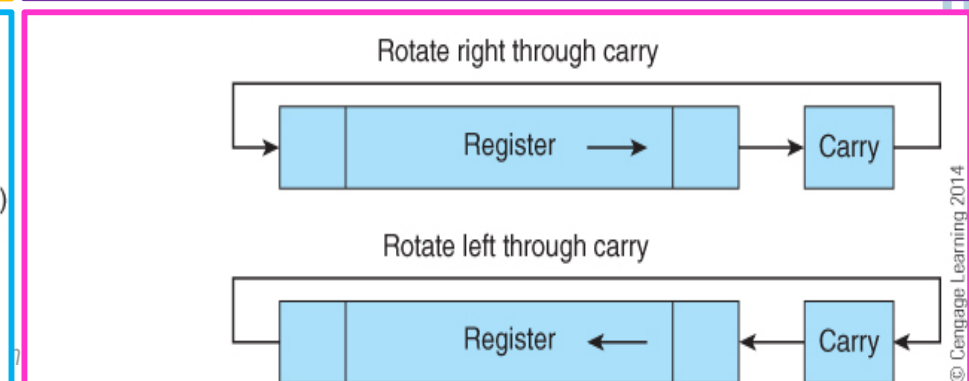 Rotate right through carry
Register
Carry
)
Rotate left through carry
Register
Carry
© Cengage Learning 2014